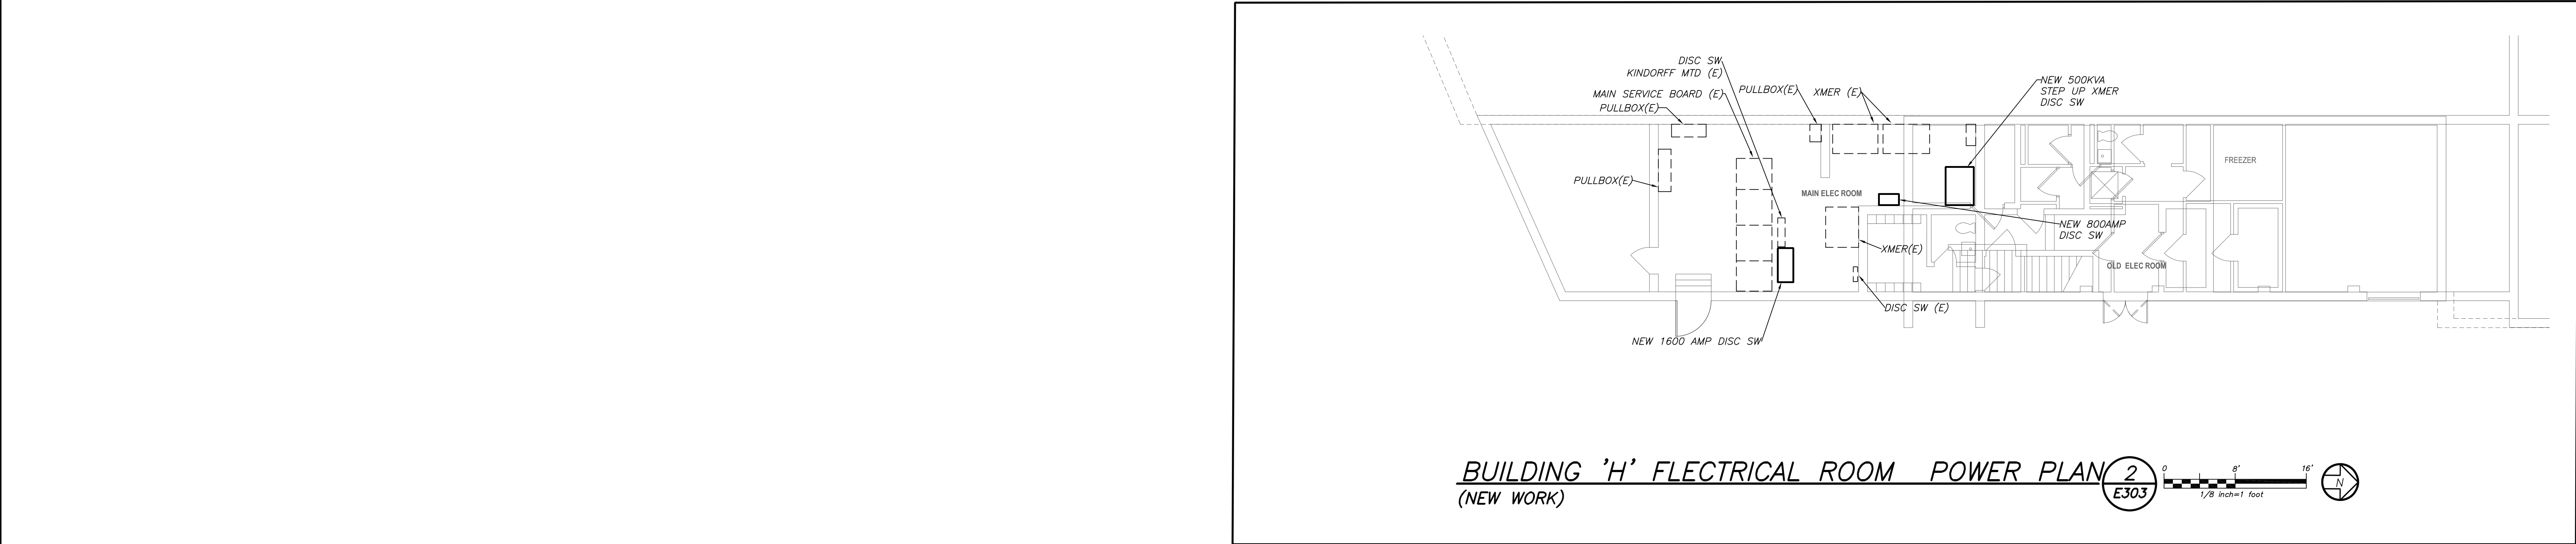 DISC SW
KINDORFF MTD (E)
MAIN SERVICE BOARD (E)
PULLBOX(E)
PULLBOX(E)
XMER (E)
NEW 500KVA
STEP UP XMER
DISC SW
PULLBOX(E)
MAIN ELEC ROOM
FREEZER
NEW 800AMP
DISC SW
XMER(E)
OLD ELEC ROOM
DISC SW (E)
NEW 1600 AMP DISC SW
BUILDING 'H' FLECTRICAL ROOM POWER PLAN
(NEW WORK)
2
E303
0 8' 16'
1/8 inch=1 foot
N